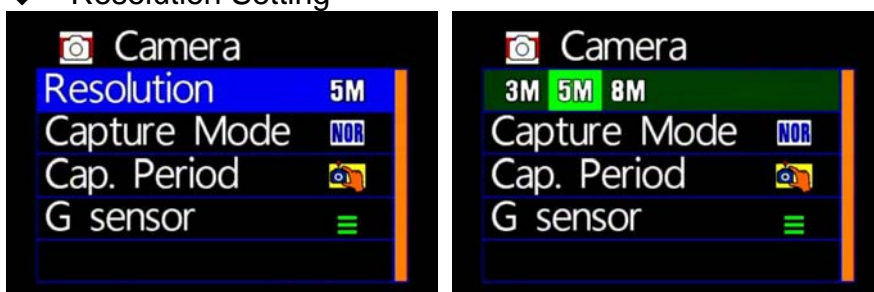 Resolution Setting
Camera
Resolution 5M
Capture Mode NOR
Cap. Period
G sensor
Camera
3M 5M 8M
Capture Mode NOR
Cap. Period
G sensor